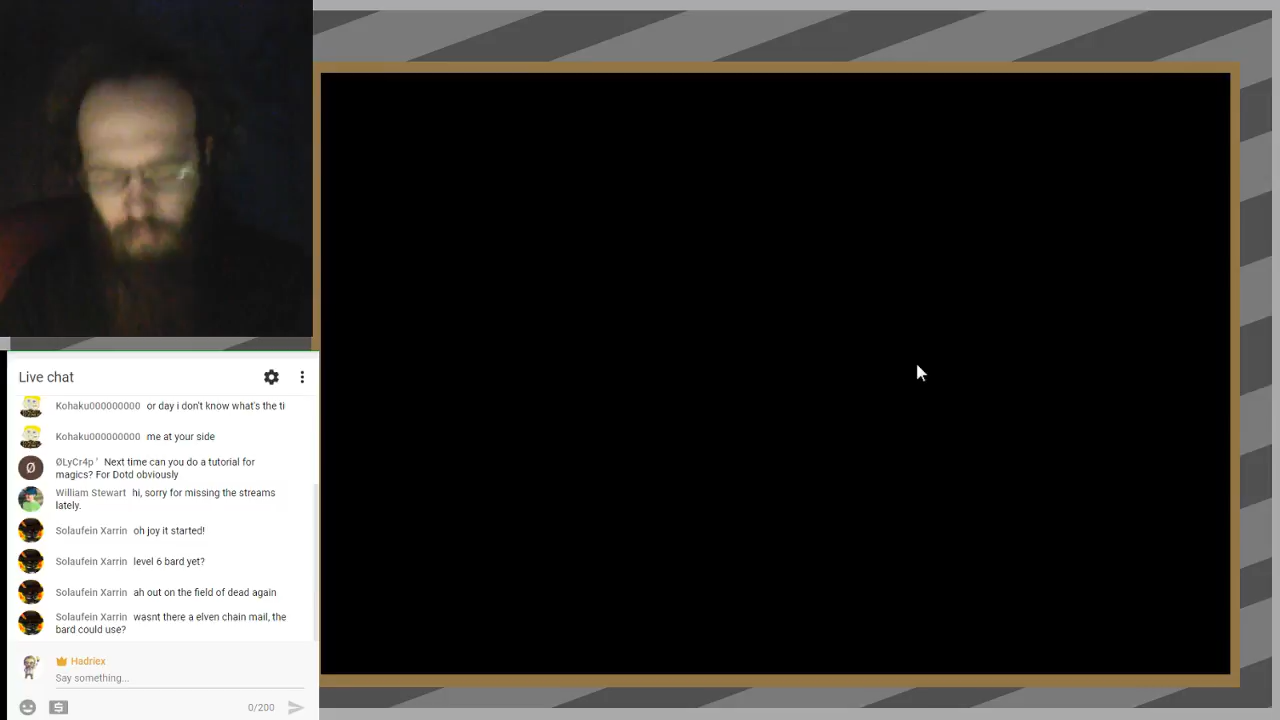 Live chat
Kohaku000000000 or day i don't know what's the ti
Kohaku000000000 me at your side
Ø
ØLyCr4p ' Next time can you do a tutorial for
magics? For Dotd obviously
William Stewart hi, sorry for missing the streams
lately.
Solaufein Xarrin oh joy it started!
Solaufein Xarrin level 6 bard yet?
Solaufein Xarrin ah out on the field of dead again
Solaufein Xarrin wasnt there a elven chain mail, the
bard could use?
Hadriex
Say something...
0/200